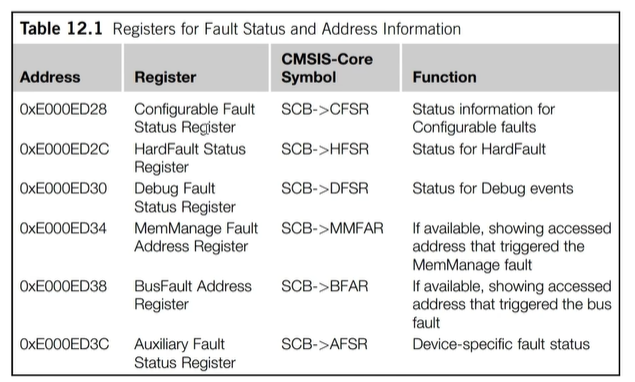 Table 12.1 Registers for Fault Status and Address Information
Address Register CMSIS-Core Symbol Function
0xE000ED28 Configurable Fault Status Register SCB->CFSR Status information for Configurable faults
0xE000ED2C HardFault Status Register SCB->HFSR Status for HardFault
0xE000ED30 Debug Fault Status Register SCB->DFSR Status for Debug events
0xE000ED34 MemManage Fault Address Register SCB->MMFAR If available, showing accessed address that triggered the MemManage fault
0xE000ED38 BusFault Address Register SCB->BFAR If available, showing accessed address that triggered the bus fault
0xE000ED3C Auxiliary Fault Status Register SCB->AFSR Device-specific fault status